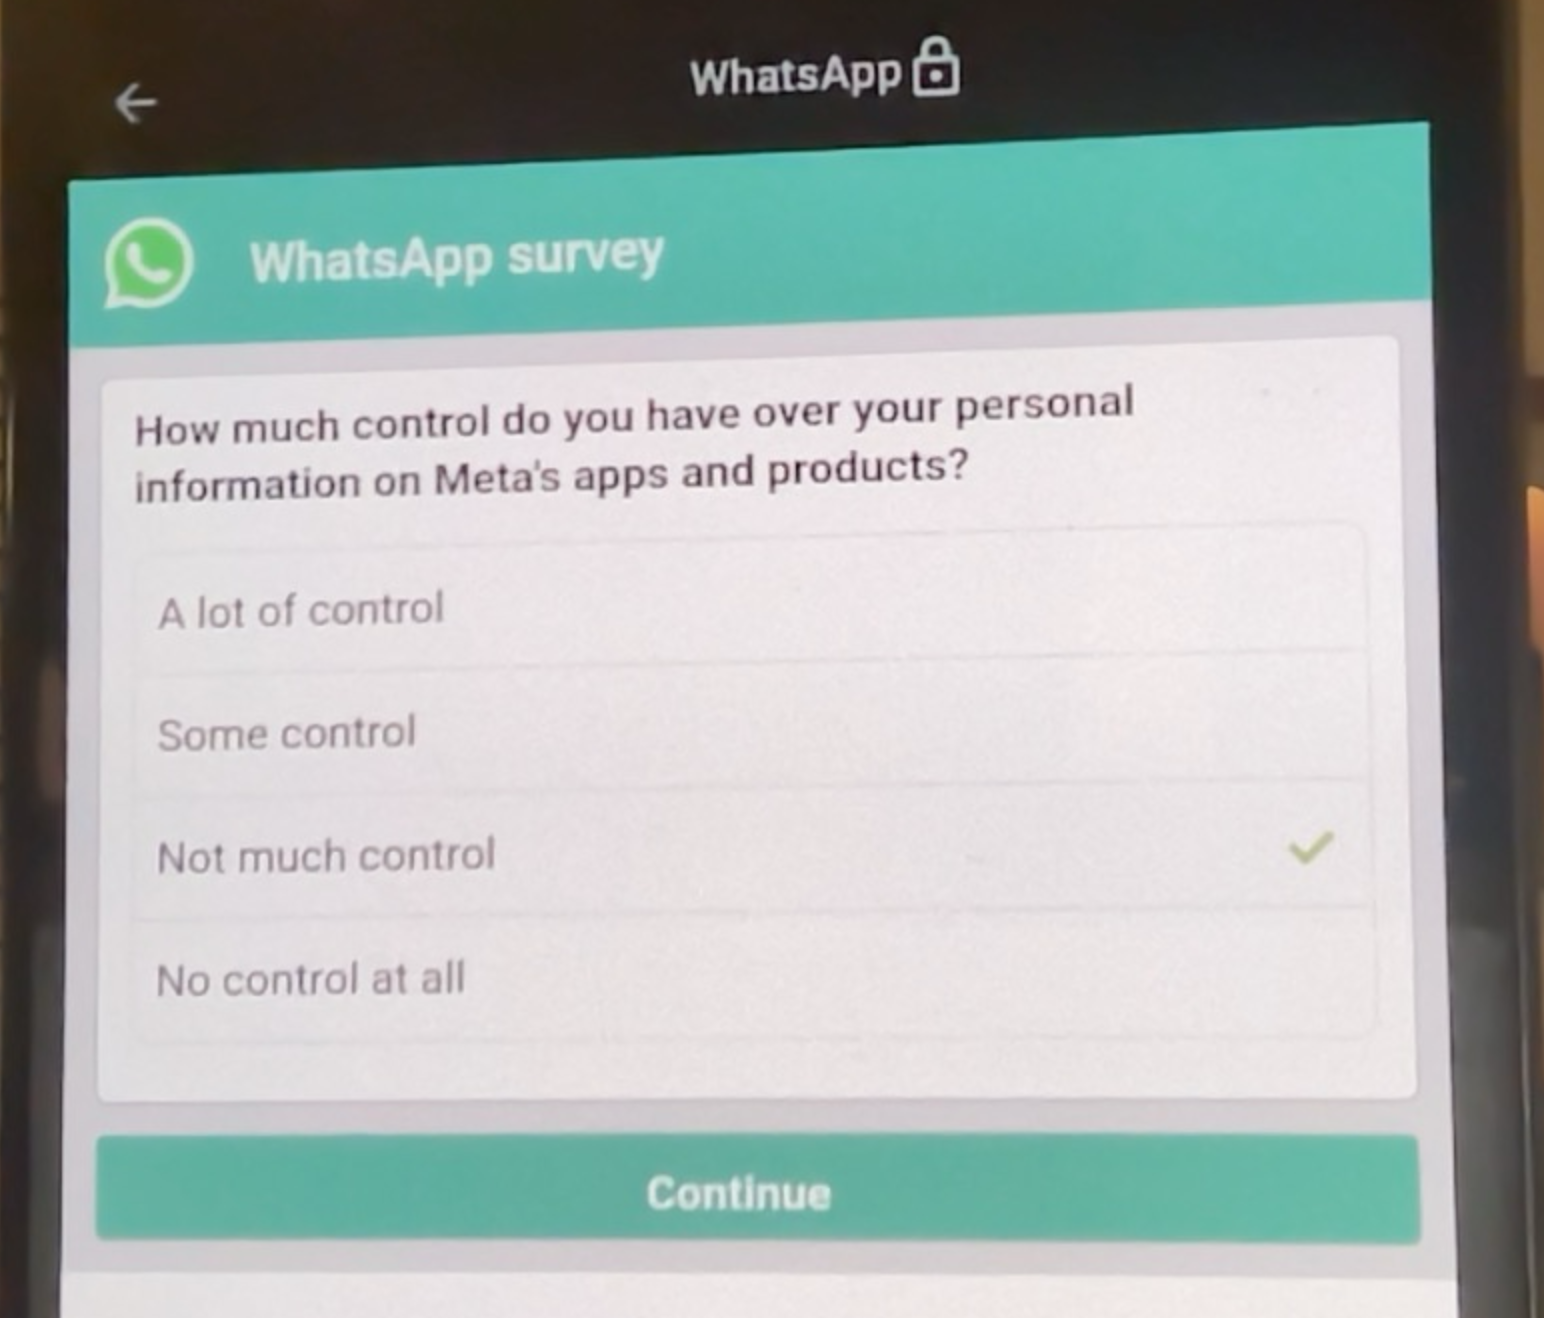 WhatsApp
WhatsApp survey
How much control do you have over your personal
information on Meta's apps and products?
A lot of control
Some control
Not much control
No control at all
Continue